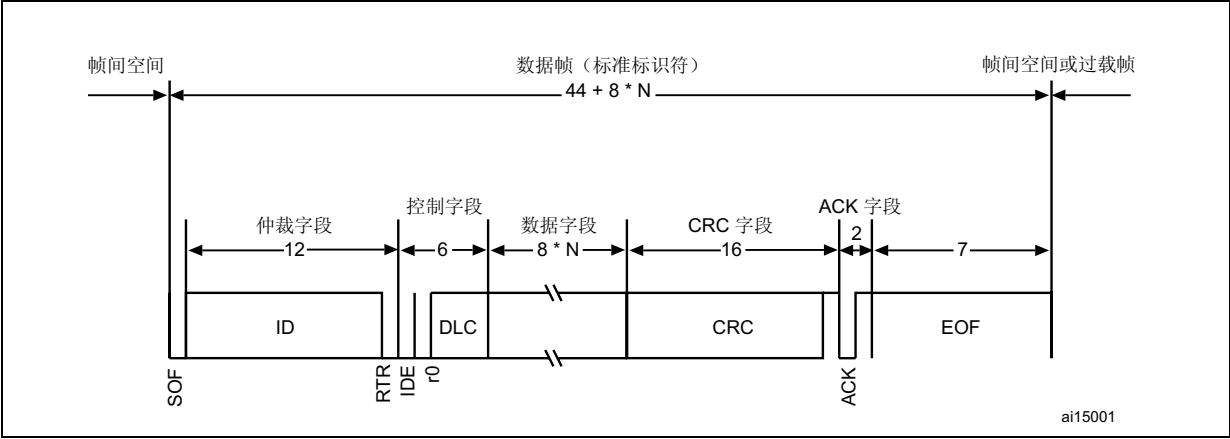 帧间空间
数据帧（标准标识符）
帧间空间或过载帧
44 + 8 * N
仲裁字段
控制字段
数据字段
CRC 字段
ACK 字段
12
6
8 * N
16
2
7
ID
DLC
CRC
EOF
SOF
RTR
IDE
r0
ACK
ai15001